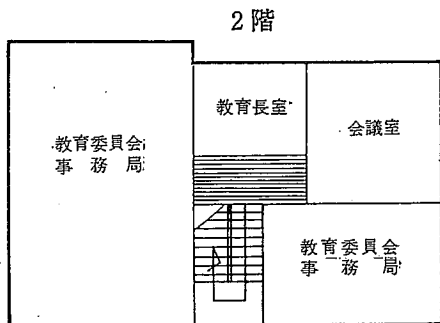 2階
教育長室
会議室
教育委員会
事務局
教育委員会
事務局